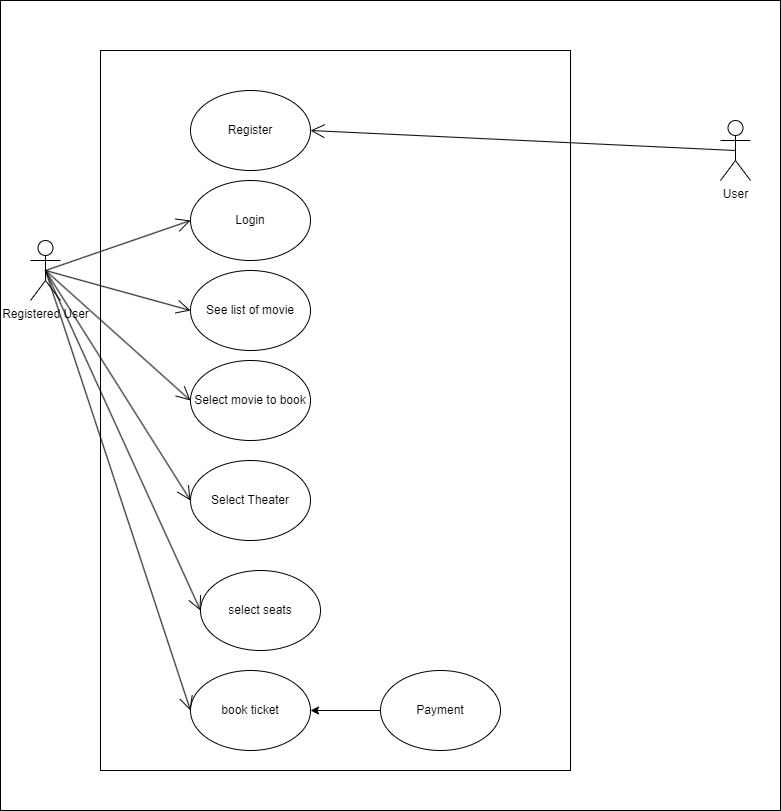 Register
User
Login
Registered User
See list of movie
Select movie to book
Select Theater
select seats
book ticket
Payment